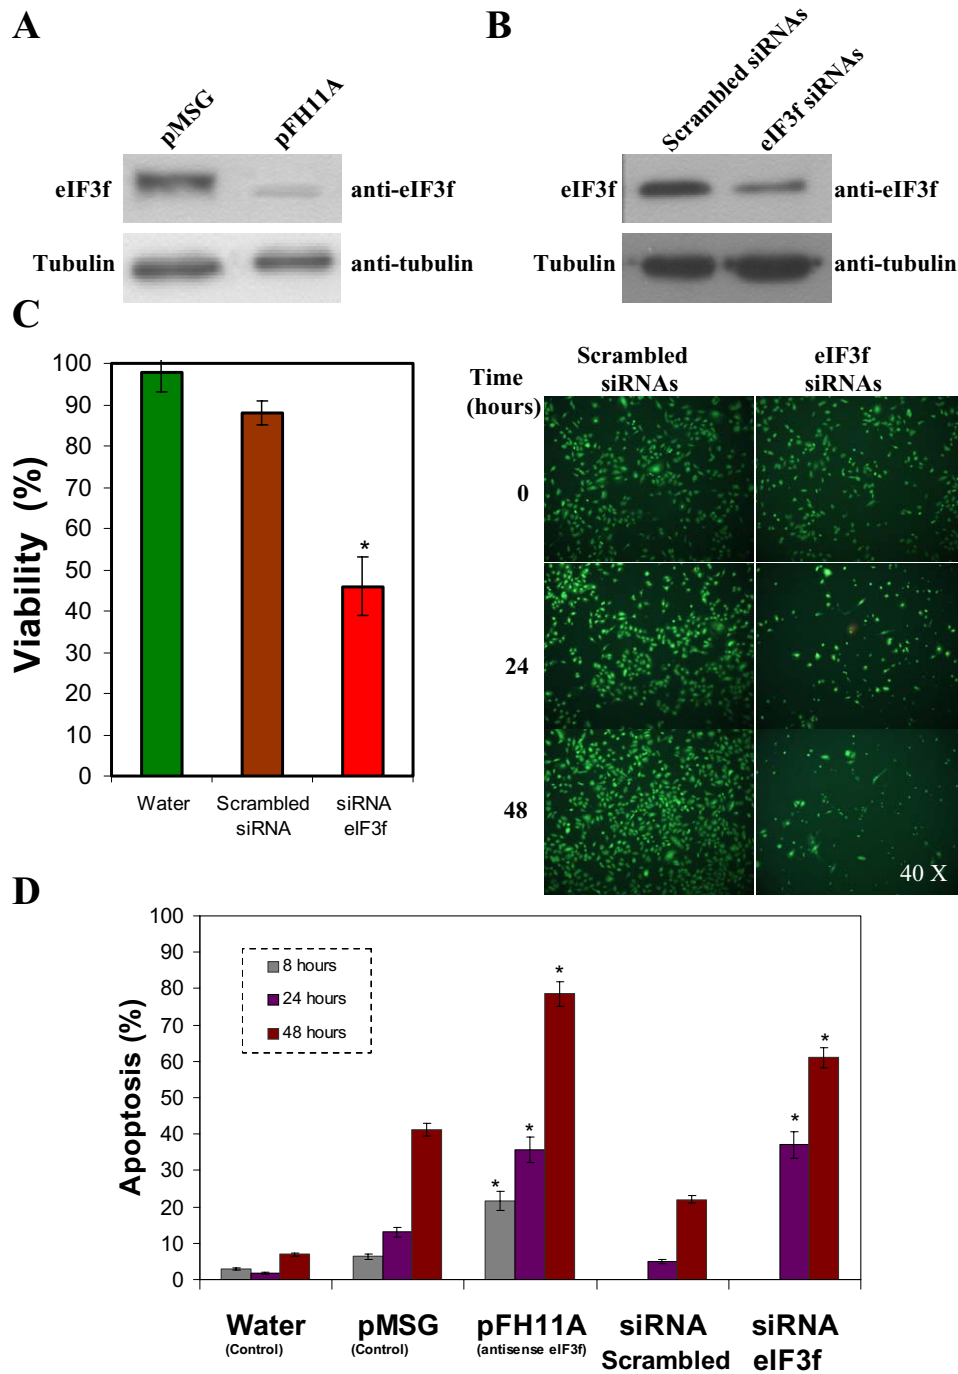 A
B
pMSG
pFH11A
Scrambled siRNAs
eIF3f siRNAs
eIF3f
anti-eIF3f
eIF3f
anti-eIF3f
Tubulin
anti-tubulin
Tubulin
anti-tubulin
C
Viability (%)
100
90
80
70
60
50
40
30
20
10
0
*
Water
Scrambled
siRNA
siRNA
eIF3f
Time
(hours)
Scrambled
siRNAs
eIF3f
siRNAs
0
24
48
40 X
D
Apoptosis (%)
100
90
80
70
60
50
40
30
20
10
0
8 hours
24 hours
48 hours
*
*
*
*
*
Water
(Control)
pMSG
(Control)
pFH11A
(antisense eIF3f)
siRNA
Scrambled
siRNA
eIF3f